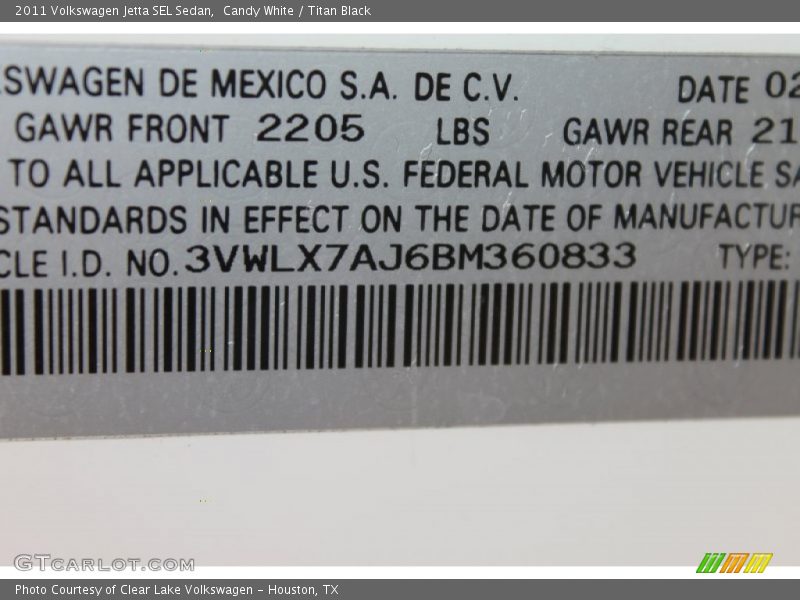 2011 Volkswagen Jetta SEL Sedan, Candy White / Titan Black
SWAGEN DE MEXICO S.A. DE C.V. DATE 02
GAWR FRONT 2205 LBS GAWR REAR 21
TO ALL APPLICABLE U.S. FEDERAL MOTOR VEHICLE SA
STANDARDS IN EFFECT ON THE DATE OF MANUFACTUR
CLE I.D. NO. 3VWLX7AJ6BM360833 TYPE:
GTCARLOT.COM
Photo Courtesy of Clear Lake Volkswagen - Houston, TX